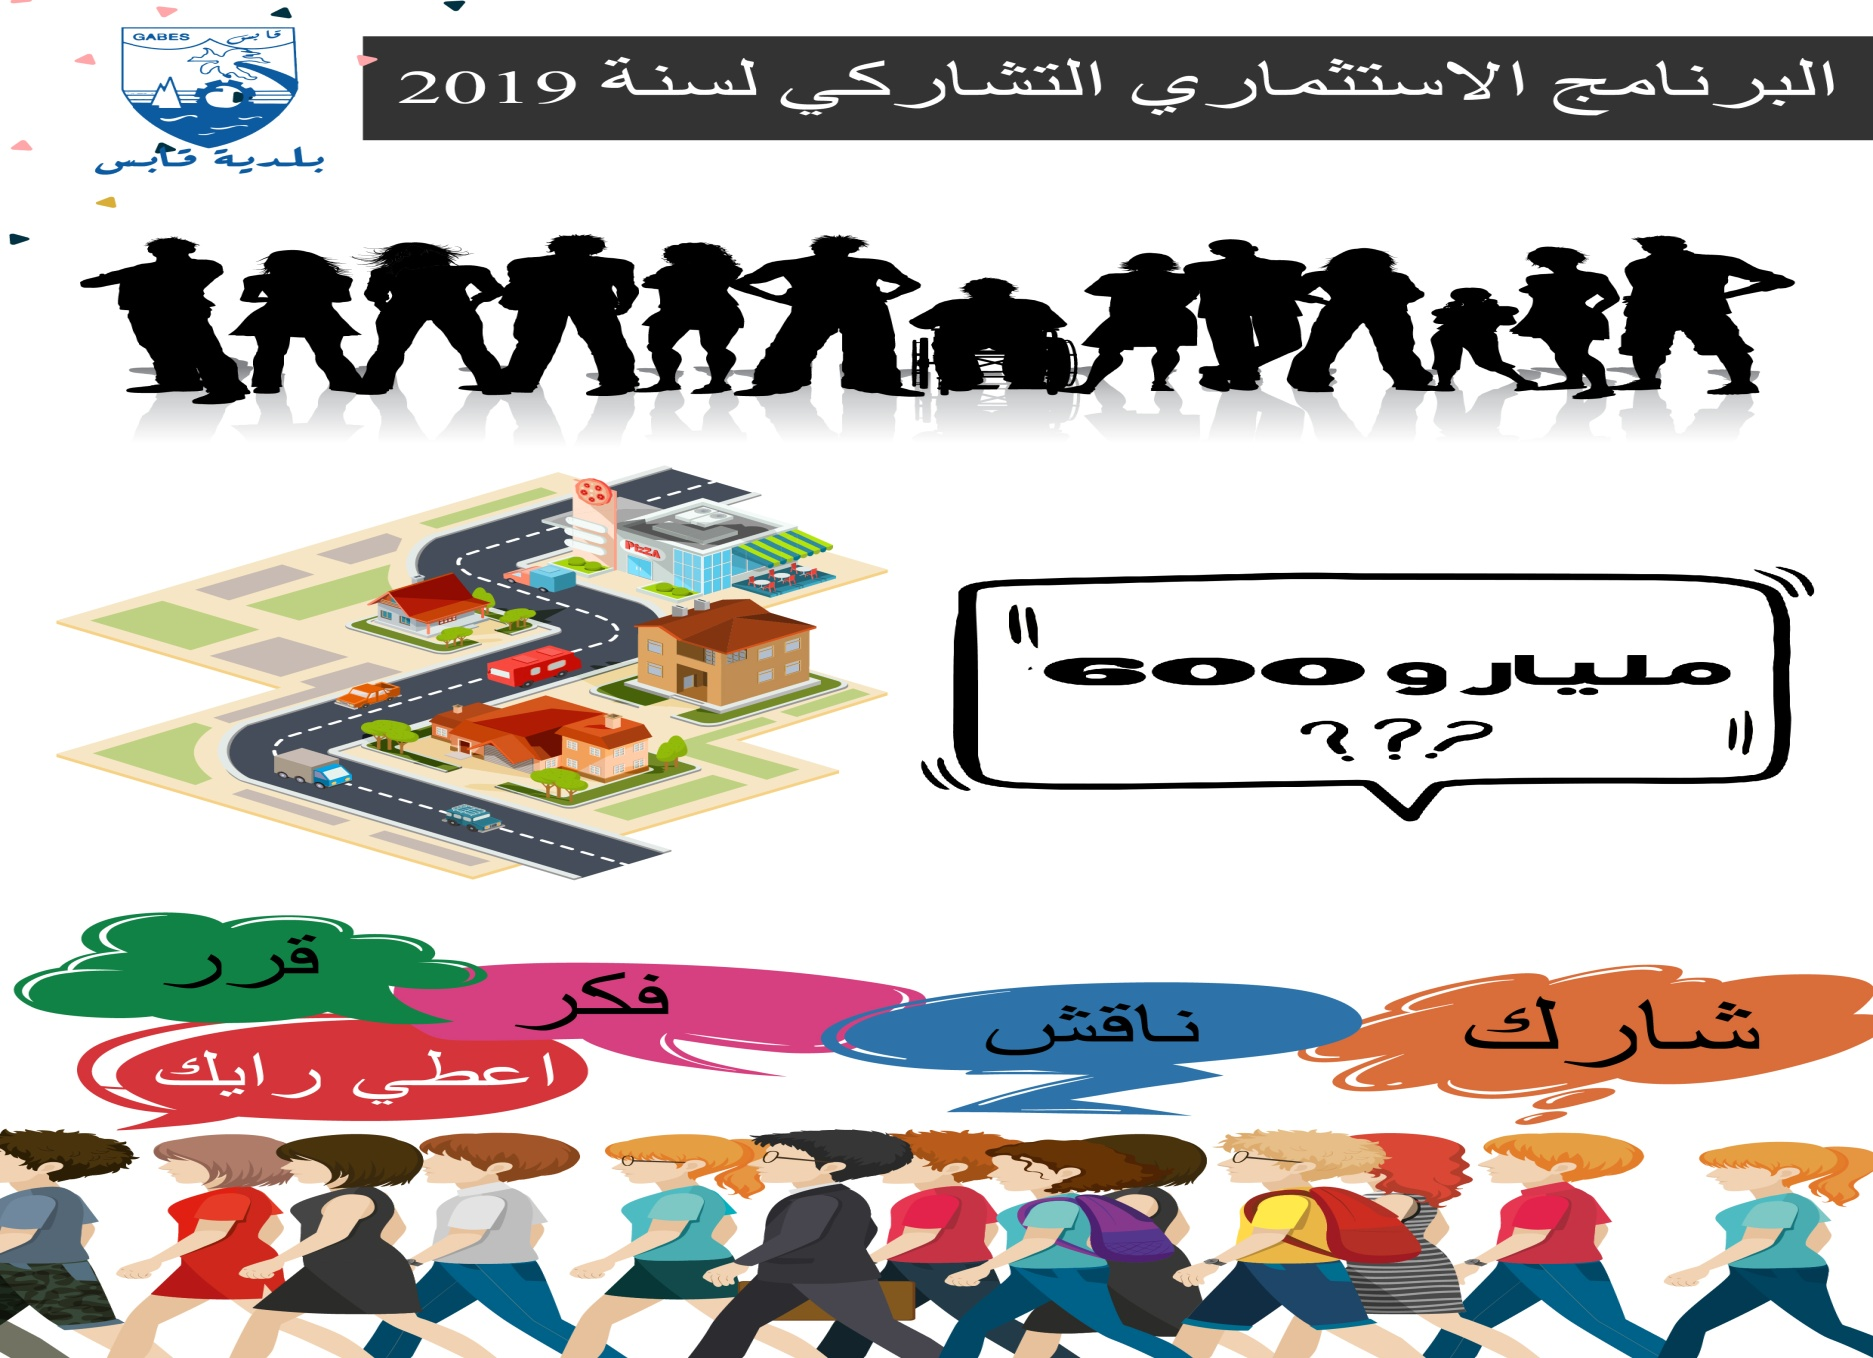 البرنامج الاستثماري التشاركي لسنة 2019
GABES قابس
بلدية قابس
PIZZA
" مليار و 600
؟ ؟ ؟ "
شارك
ناقش
فكر
قرر
اعطي رايك